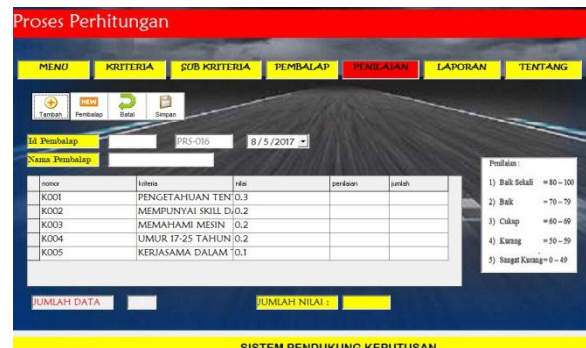 Proses Perhitungan
MENU KRITERIA SUB KRITERIA PEMBALAP PENILAIAN LAPORAN TENTANG
NEW
Tambah Pembalap Batal Simpan
Id Pembalap PRS-016 8/5/2017
Nama Pembalap
nomor kriteria nilai penilaian jumlah
K001 PENGETAHUAN TEN 0.3
K002 MEMPUNYAI SKILL D 0.2
K003 MEMAHAMI MESIN 0.2
K004 UMUR 17-25 TAHUN 0.2
K005 KERJASAMA DALAM 0.1
Penilaian :
1) Baik Sekali = 80 – 100
2) Baik = 70 – 79
3) Cukup = 60 – 69
4) Kurang = 50 – 59
5) Sangat Kurang = 0 – 49
JUMLAH DATA JUMLAH NILAI :
SISTEM PENDUKUNG KEPUTUSAN